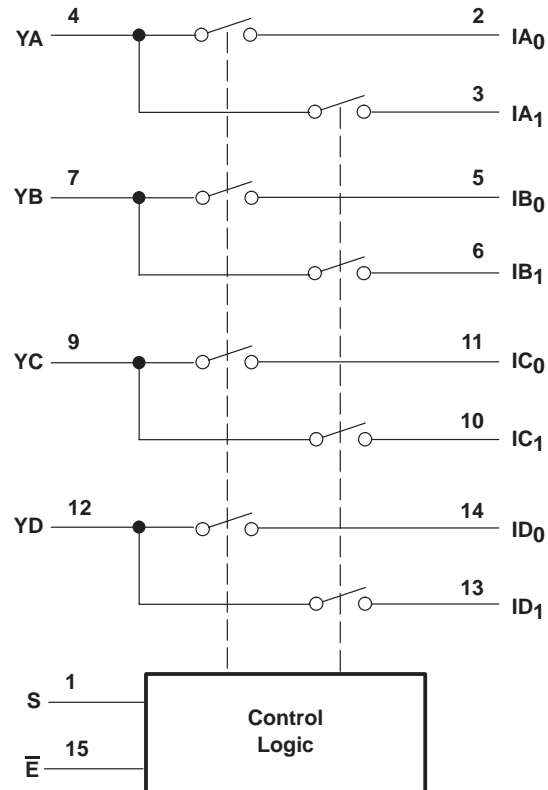 YA 4 2 IA0
3 IA1
YB 7 5 IB0
6 IB1
YC 9 11 IC0
10 IC1
YD 12 14 ID0
13 ID1
S 1
E̅ 15
Control
Logic